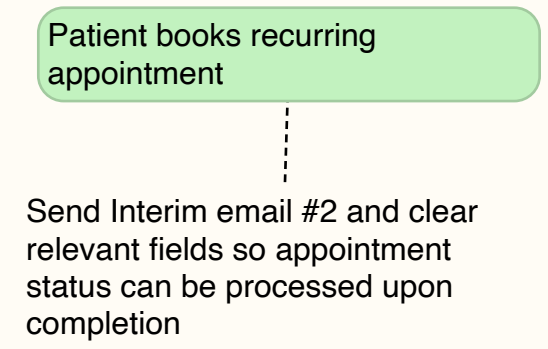 Patient books recurring
appointment
Send Interim email #2 and clear
relevant fields so appointment
status can be processed upon
completion